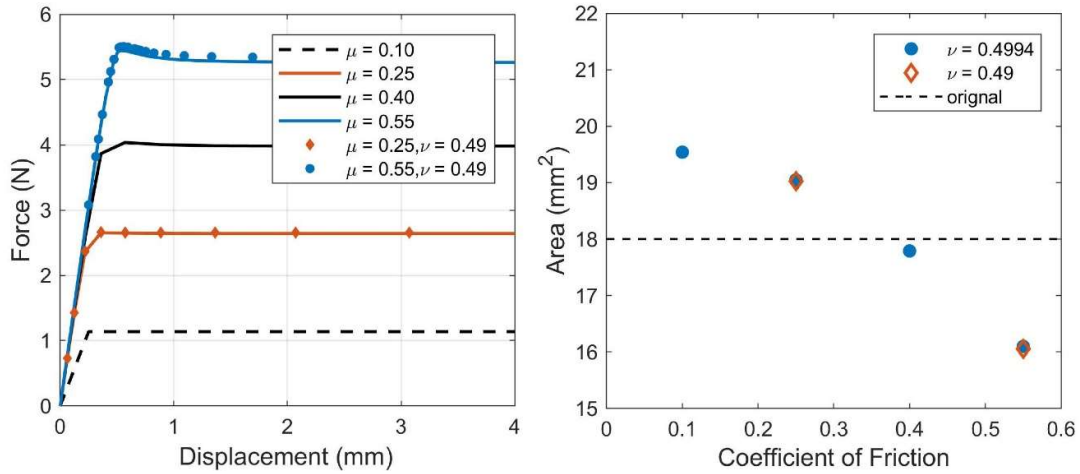 6
5
4
3
2
1
0
Force (N)
0
1
2
3
4
Displacement (mm)
μ = 0.10
μ = 0.25
μ = 0.40
μ = 0.55
μ = 0.25,ν = 0.49
μ = 0.55,ν = 0.49
22
21
20
19
18
17
16
15
Area (mm²)
0
0.1
0.2
0.3
0.4
0.5
0.6
Coefficient of Friction
ν = 0.4994
ν = 0.49
orignal